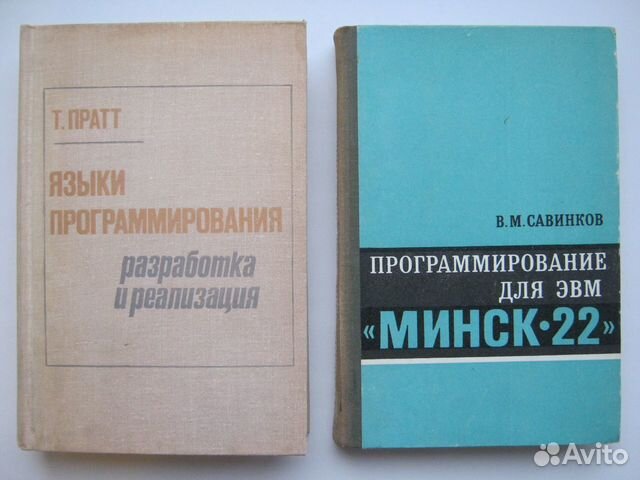 Т. ПРАТТ
ЯЗЫКИ
ПРОГРАММИРОВАНИЯ
разработка
и реализация
В. М. САВИНКОВ
ПРОГРАММИРОВАНИЕ
ДЛЯ ЭВМ
«МИНСК·22»
Avito